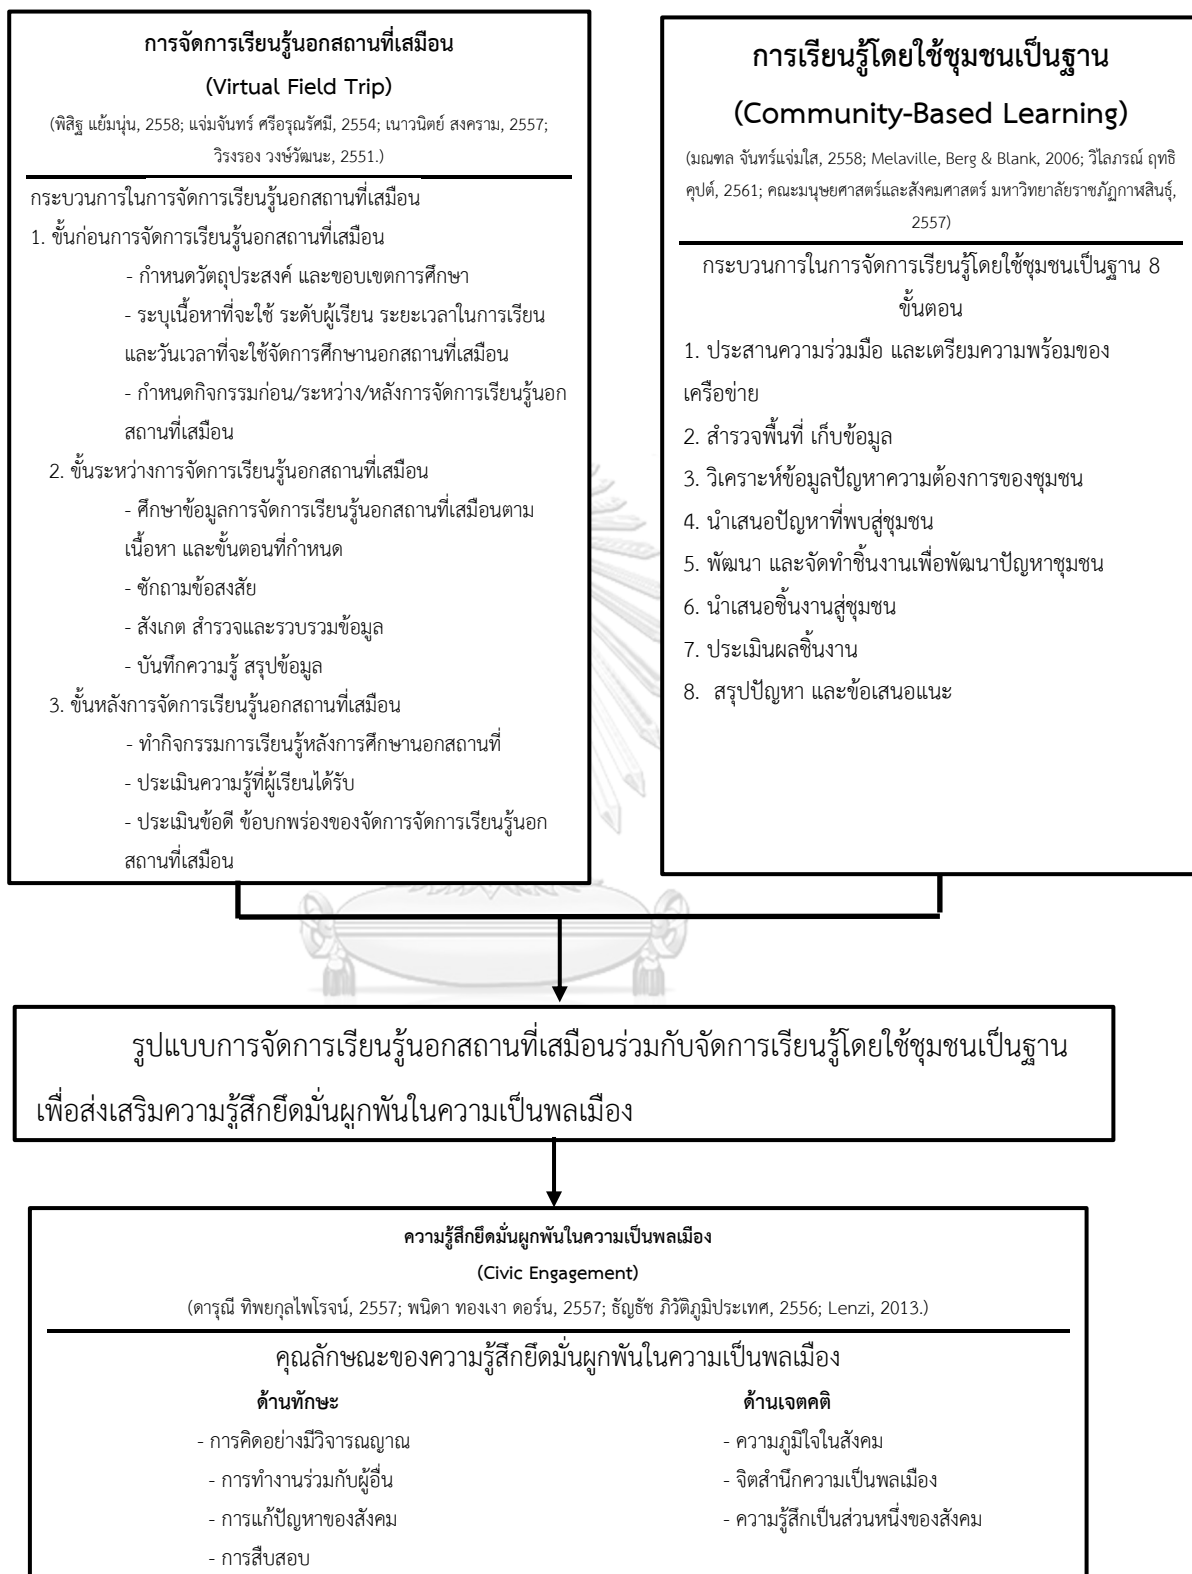 การจัดการเรียนรู้นอกสถานที่เสมือน
(Virtual Field Trip)
(พิสิฐ แย้มนุ่น, 2558; แจ่มจันทร์ ศรีอรุณรัศมี, 2554; เนาวนิตย์ สงคราม, 2557;
วิรงรอง วงษ์วัฒนะ, 2551.)
กระบวนการในการจัดการเรียนรู้นอกสถานที่เสมือน
1. ขั้นก่อนการจัดการเรียนรู้นอกสถานที่เสมือน
- กำหนดวัตถุประสงค์ และขอบเขตการศึกษา
- ระบุเนื้อหาที่จะใช้ ระดับผู้เรียน ระยะเวลาในการเรียน
และวันเวลาที่จะใช้จัดการศึกษานอกสถานที่เสมือน
- กำหนดกิจกรรมก่อน/ระหว่าง/หลังการจัดการเรียนรู้นอก
สถานที่เสมือน
2. ขั้นระหว่างการจัดการเรียนรู้นอกสถานที่เสมือน
- ศึกษาข้อมูลการจัดการเรียนรู้นอกสถานที่เสมือนตาม
เนื้อหา และขั้นตอนที่กำหนด
- ซักถามข้อสงสัย
- สังเกต สำรวจและรวบรวมข้อมูล
- บันทึกความรู้ สรุปข้อมูล
3. ขั้นหลังการจัดการเรียนรู้นอกสถานที่เสมือน
- ทำกิจกรรมการเรียนรู้หลังการศึกษานอกสถานที่
- ประเมินความรู้ที่ผู้เรียนได้รับ
- ประเมินข้อดี ข้อบกพร่องของจัดการจัดการเรียนรู้นอก
สถานที่เสมือน
การเรียนรู้โดยใช้ชุมชนเป็นฐาน
(Community-Based Learning)
(มณฑล จันทร์แจ่มใส, 2558; Melaville, Berg & Blank, 2006; วิไลภรณ์ ฤทธิ
คุปต์, 2561; คณะมนุษยศาสตร์และสังคมศาสตร์ มหาวิทยาลัยราชภัฏกาฬสินธุ์,
2557)
กระบวนการในการจัดการเรียนรู้โดยใช้ชุมชนเป็นฐาน 8
ขั้นตอน
1. ประสานความร่วมมือ และเตรียมความพร้อมของ
เครือข่าย
2. สำรวจพื้นที่ เก็บข้อมูล
3. วิเคราะห์ข้อมูลปัญหาความต้องการของชุมชน
4. นำเสนอปัญหาที่พบสู่ชุมชน
5. พัฒนา และจัดทำชิ้นงานเพื่อพัฒนาปัญหาชุมชน
6. นำเสนอชิ้นงานสู่ชุมชน
7. ประเมินผลชิ้นงาน
8. สรุปปัญหา และข้อเสนอแนะ
รูปแบบการจัดการเรียนรู้นอกสถานที่เสมือนร่วมกับจัดการเรียนรู้โดยใช้ชุมชนเป็นฐาน
เพื่อส่งเสริมความรู้สึกยึดมั่นผูกพันในความเป็นพลเมือง
ความรู้สึกยึดมั่นผูกพันในความเป็นพลเมือง
(Civic Engagement)
(ดารุณี ทิพยกุลไพโรจน์, 2557; พนิดา ทองเงา ดอร์น, 2557; ธัญธัช ภิวัติภูมิประเทศ, 2556; Lenzi, 2013.)
คุณลักษณะของความรู้สึกยึดมั่นผูกพันในความเป็นพลเมือง
ด้านทักษะ
- การคิดอย่างมีวิจารณญาณ
- การทำงานร่วมกับผู้อื่น
- การแก้ปัญหาของสังคม
- การสืบสอบ
ด้านเจตคติ
- ความภูมิใจในสังคม
- จิตสำนึกความเป็นพลเมือง
- ความรู้สึกเป็นส่วนหนึ่งของสังคม